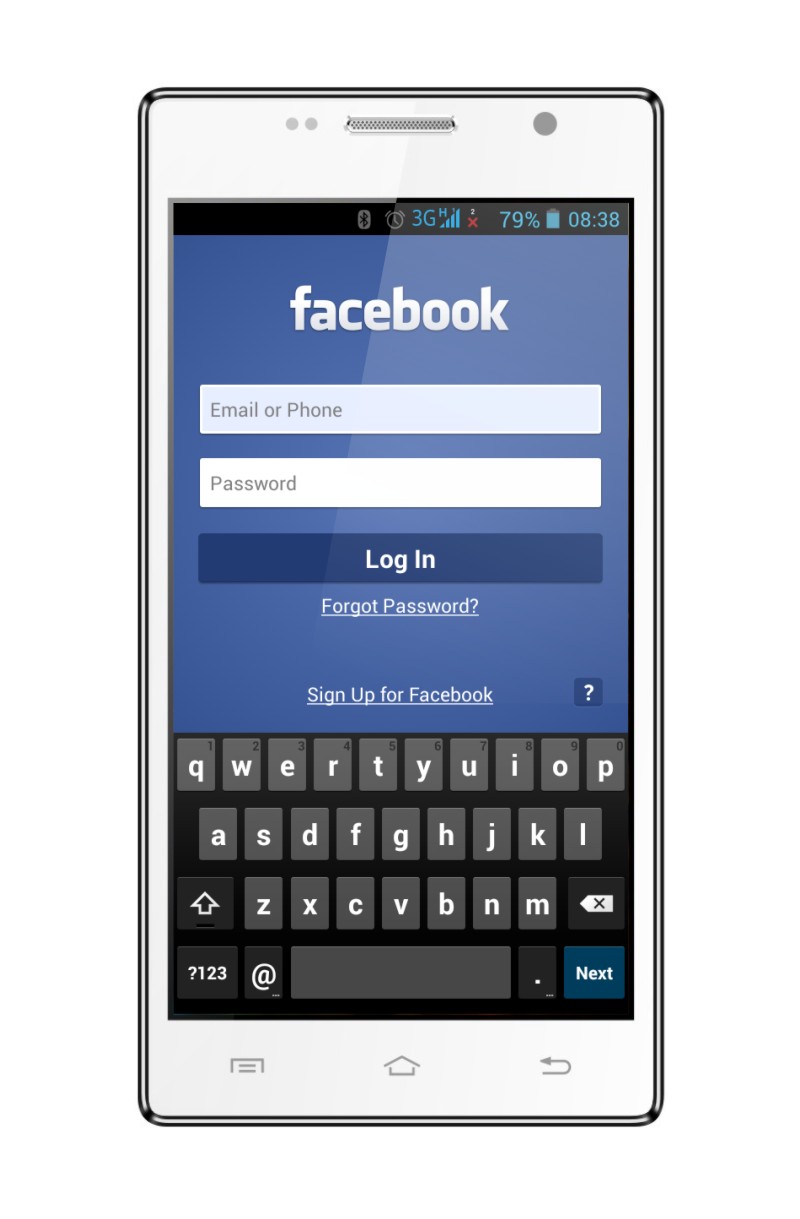 3G H 2 79% 08:38
facebook
Email or Phone
Password
Log In
Forgot Password?
Sign Up for Facebook ?
1 2 3 4 5 6 7 8 9 0
q w e r t y u i o p
a s d f g h j k l
z x c v b n m
?123 @ ... . ... Next